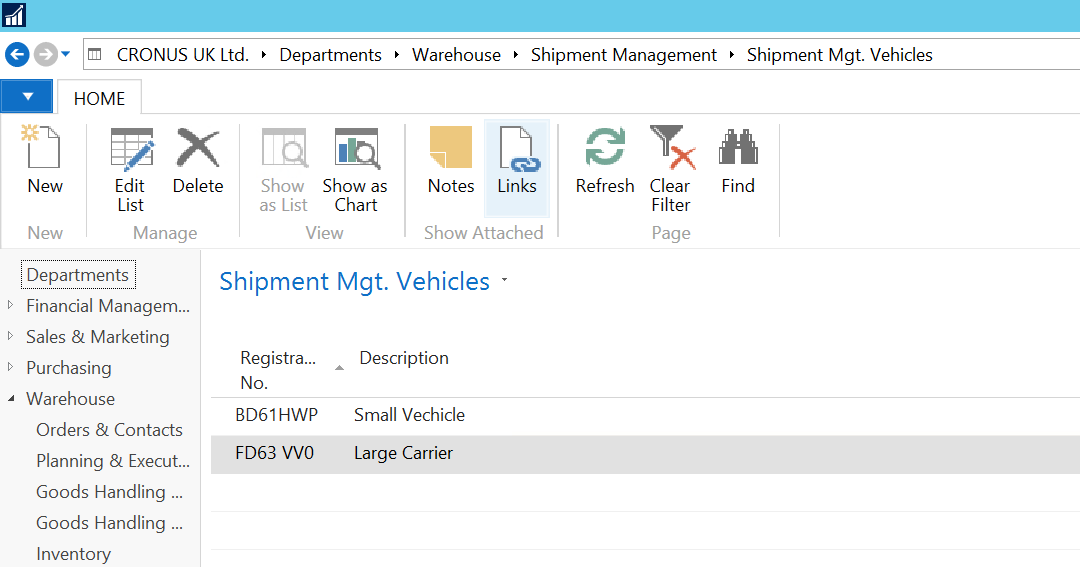 CRONUS UK Ltd. Departments Warehouse Shipment Management Shipment Mgt. Vehicles
HOME
New
Edit List
Delete
Show as List
Show as Chart
Notes
Links
Refresh
Clear Filter
Find
New
Manage
View
Show Attached
Page
Departments
Financial Managem...
Sales & Marketing
Purchasing
Warehouse
Orders & Contacts
Planning & Execut...
Goods Handling ...
Goods Handling ...
Inventory
Shipment Mgt. Vehicles
Registra... No. Description
BD61HWP Small Vechicle
FD63 VV0 Large Carrier